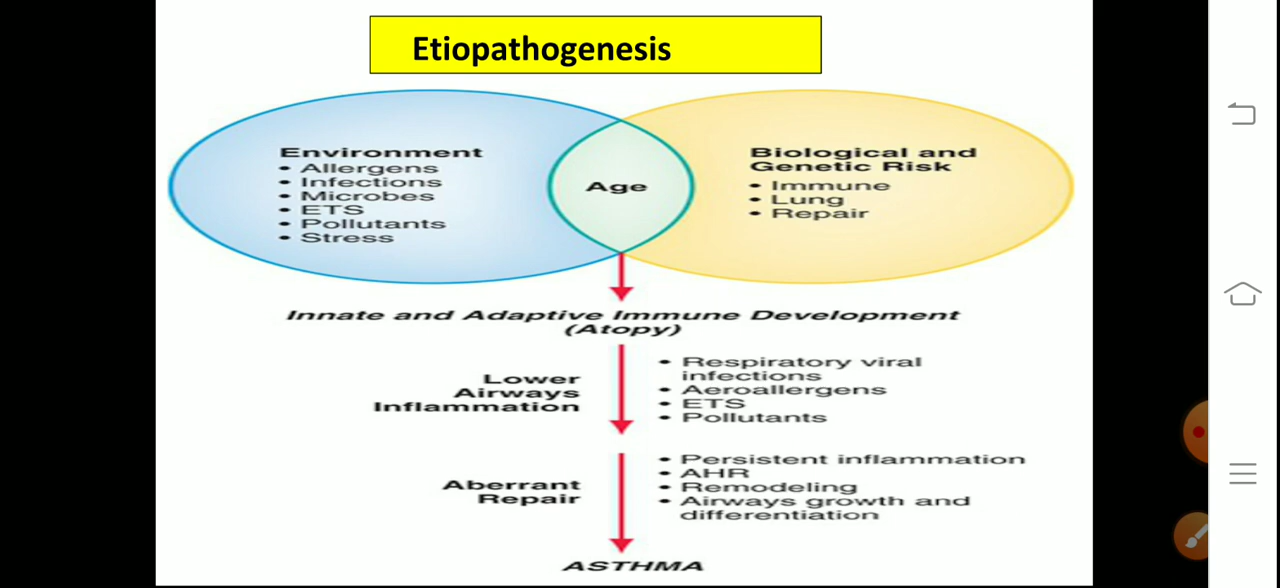 Etiopathogenesis
Environment
• Allergens
• Infections
• Microbes
• ETS
• Pollutants
• Stress
Age
Biological and
Genetic Risk
• Immune
• Lung
• Repair
Innate and Adaptive Immune Development
(Atopy)
Lower
Airways
Inflammation
• Respiratory viral
infections
• Aeroallergens
• ETS
• Pollutants
Aberrant
Repair
• Persistent inflammation
• AHR
• Remodeling
• Airways growth and
differentiation
ASTHMA